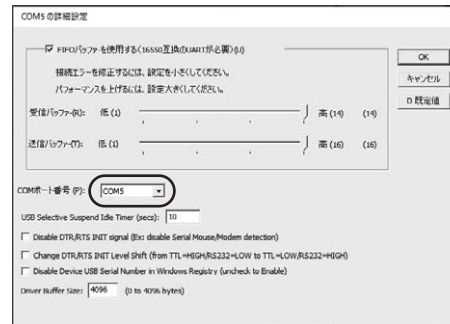 COM5 の詳細設定
FIFOバッファを使用する(16550互換のUARTが必要)(U)
OK
接続エラーを修正するには、設定を小さくしてください。
キャンセル
パフォーマンスを上げるには、設定大きくしてください。
D 既定値
受信バッファ(R): 低 (1) 高 (14) (14)
送信バッファ(T): 低 (1) 高 (16) (16)
COMポート番号 (P): COM5
USB Selective Suspend Idle Timer (secs): 10
Disable DTR/RTS INIT signal (Ex: disable Serial Mouse/Modem detection)
Change DTR/RTS INIT Level Shift (from TTL=HIGH/RS232=LOW to TTL=LOW/RS232=HIGH)
Disable Device USB Serial Number in Windows Registry (uncheck to Enable)
Driver Buffer Size: 4096 (0 to 4096 bytes)